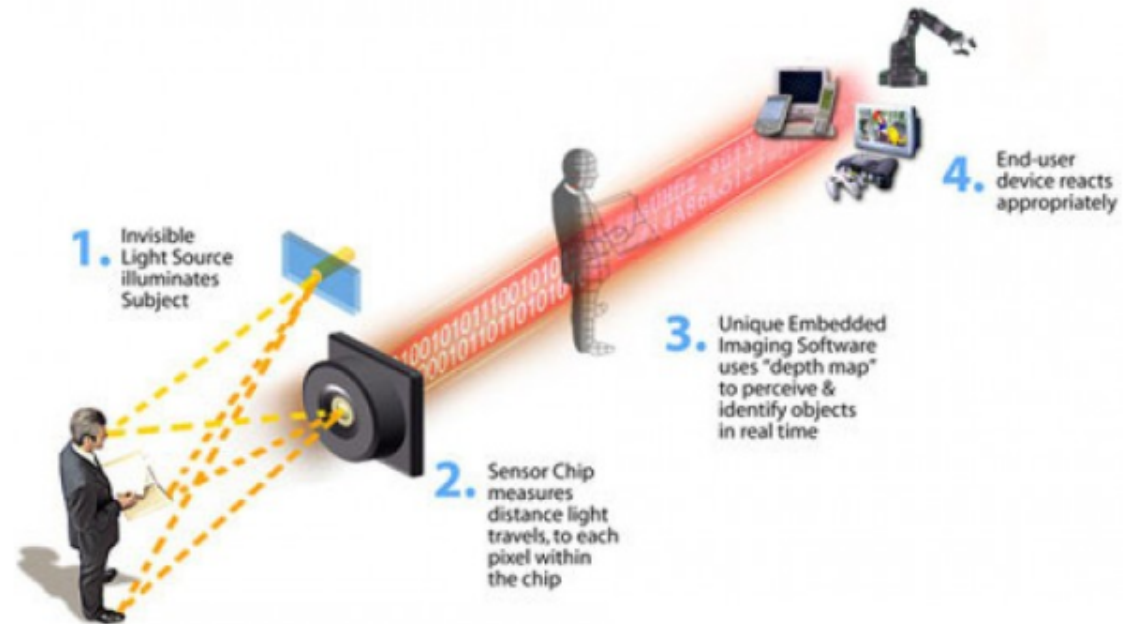 1. Invisible
Light Source
illuminates
Subject
2. Sensor Chip
measures
distance light
travels, to each
pixel within
the chip
3. Unique Embedded
Imaging Software
uses “depth map”
to perceive &
identify objects
in real time
4. End-user
device reacts
appropriately